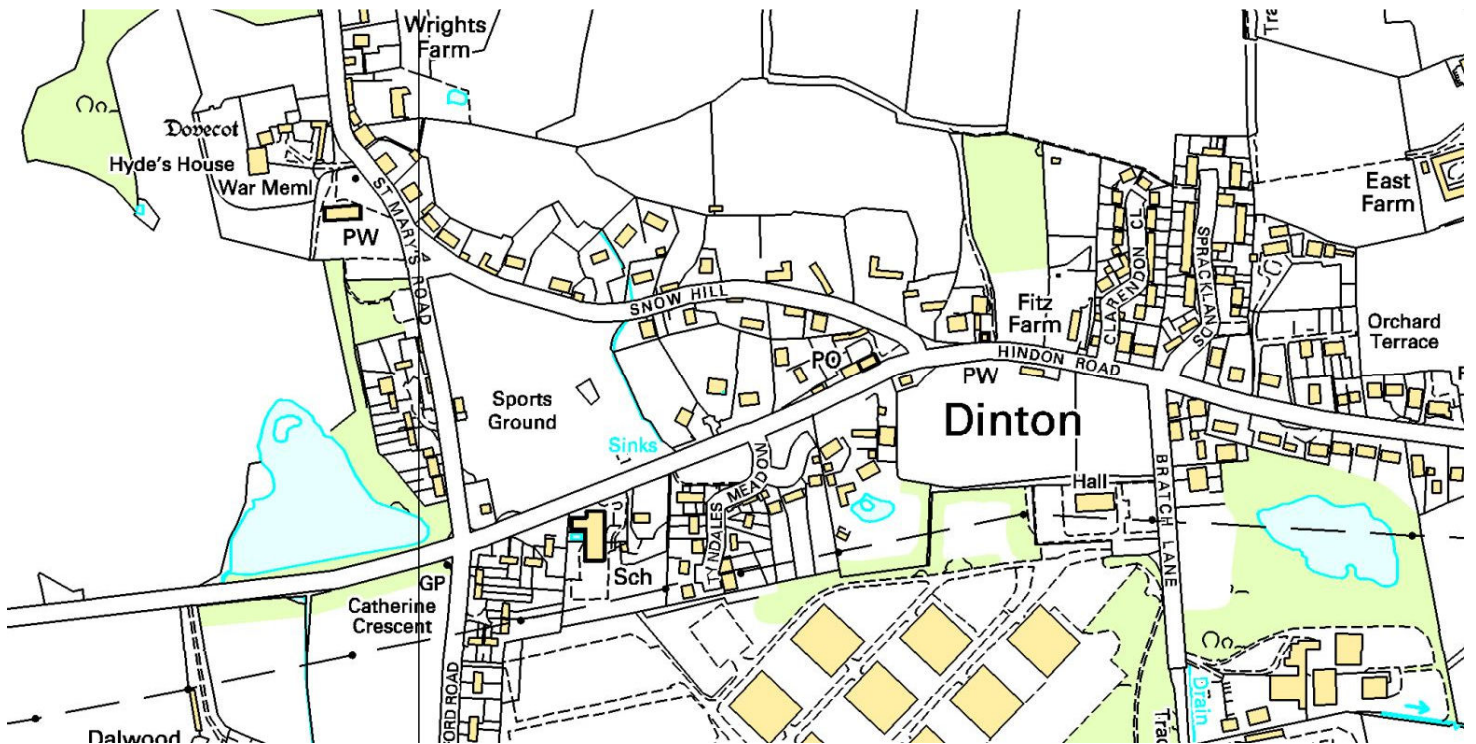 Wrights
Farm
Dovecot
Hyde's House
War Meml
PW
ST MARY'S ROAD
SNOW HILL
Sports
Ground
Sinks
PO
HINDON ROAD
PW
Fitz
Farm
CLARENDON CL
SPRACKLANDS
East
Farm
Orchard
Terrace
Dinton
Hall
BRATCH LANE
TYNDALES MEADOW
Sch
GP
Catherine
Crescent
Dalwood
Drain